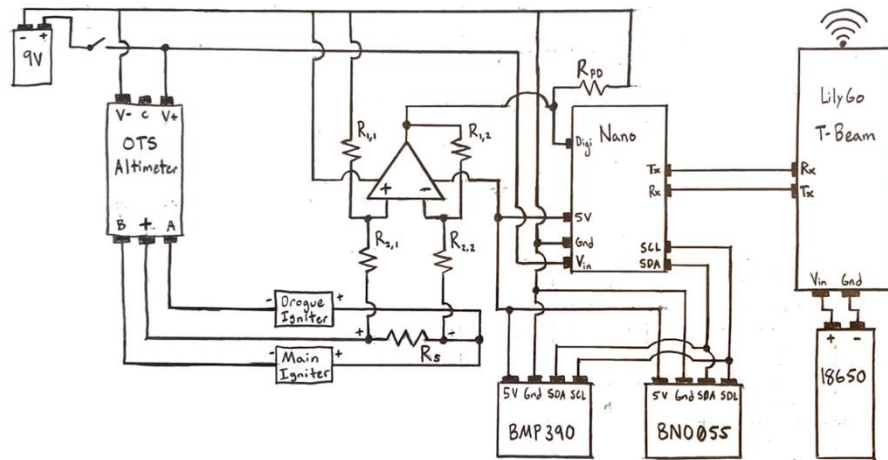 - +
9V
V- C V+
OTS
Altimeter
B + A
R1,1
R1,2
+ -
R2,1
R2,2
- Drogue +
Igniter
+ RS -
- Main +
Igniter
RPD
Nano
Digi
Tx
Rx
5V
Gnd
Vin
SCL
SDA
5V Gnd SDA SCL
BMP390
5V Gnd SDA SDL
BNO055
LilyGo
T-Beam
Rx
Tx
Vin Gnd
+ -
18650